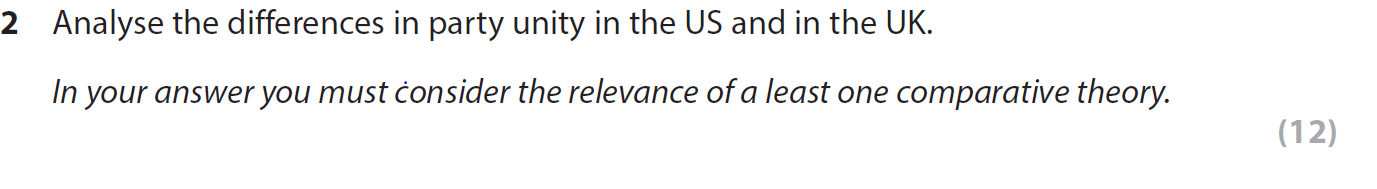 2 Analyse the differences in party unity in the US and in the UK.
In your answer you must consider the relevance of a least one comparative theory.
(12)